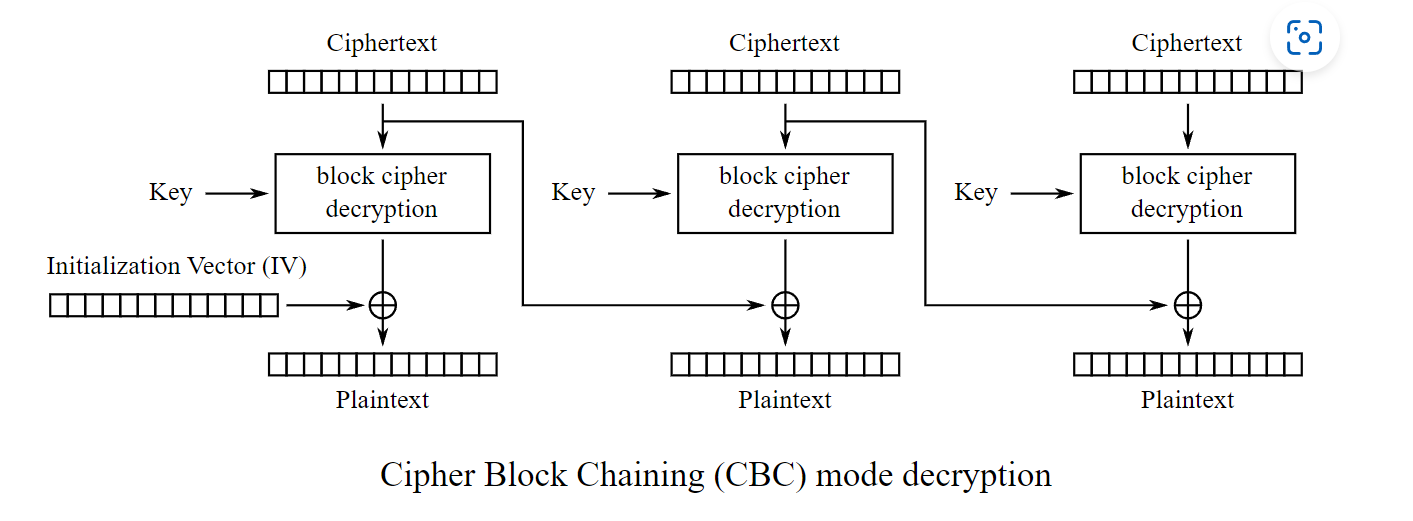 Ciphertext
Ciphertext
Ciphertext
block cipher
decryption
block cipher
decryption
block cipher
decryption
Key
Key
Key
Initialization Vector (IV)
Plaintext
Plaintext
Plaintext
Cipher Block Chaining (CBC) mode decryption